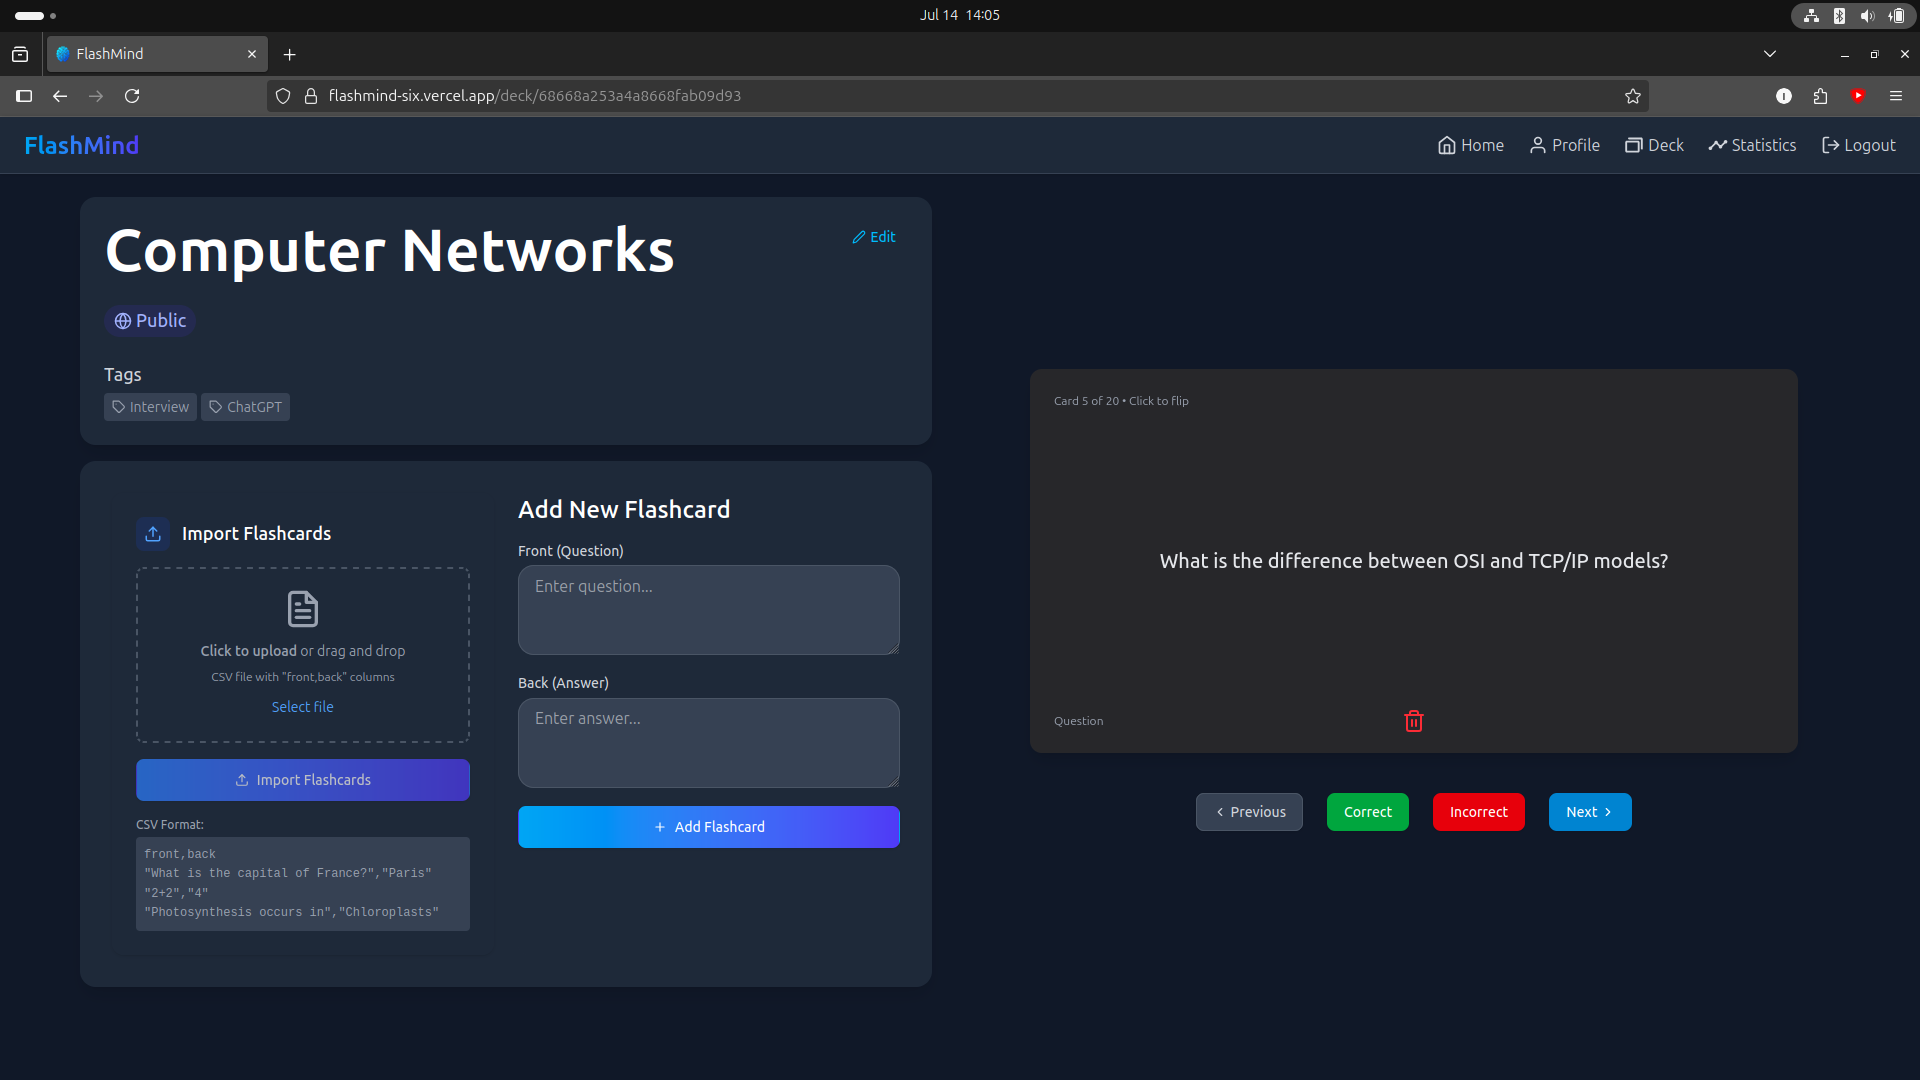 Jul 14 14:05
FlashMind
flashmind-six.vercel.app/deck/68668a253a4a8668fab09d93
FlashMind
Home
Profile
Deck
Statistics
Logout
Computer Networks
Edit
Public
Tags
Interview
ChatGPT
Import Flashcards
Click to upload or drag and drop
CSV file with "front,back" columns
Select file
Import Flashcards
CSV Format:
front,back
"What is the capital of France?","Paris"
"2+2","4"
"Photosynthesis occurs in","Chloroplasts"
Add New Flashcard
Front (Question)
Enter question...
Back (Answer)
Enter answer...
Add Flashcard
Card 5 of 20 • Click to flip
What is the difference between OSI and TCP/IP models?
Question
Previous
Correct
Incorrect
Next